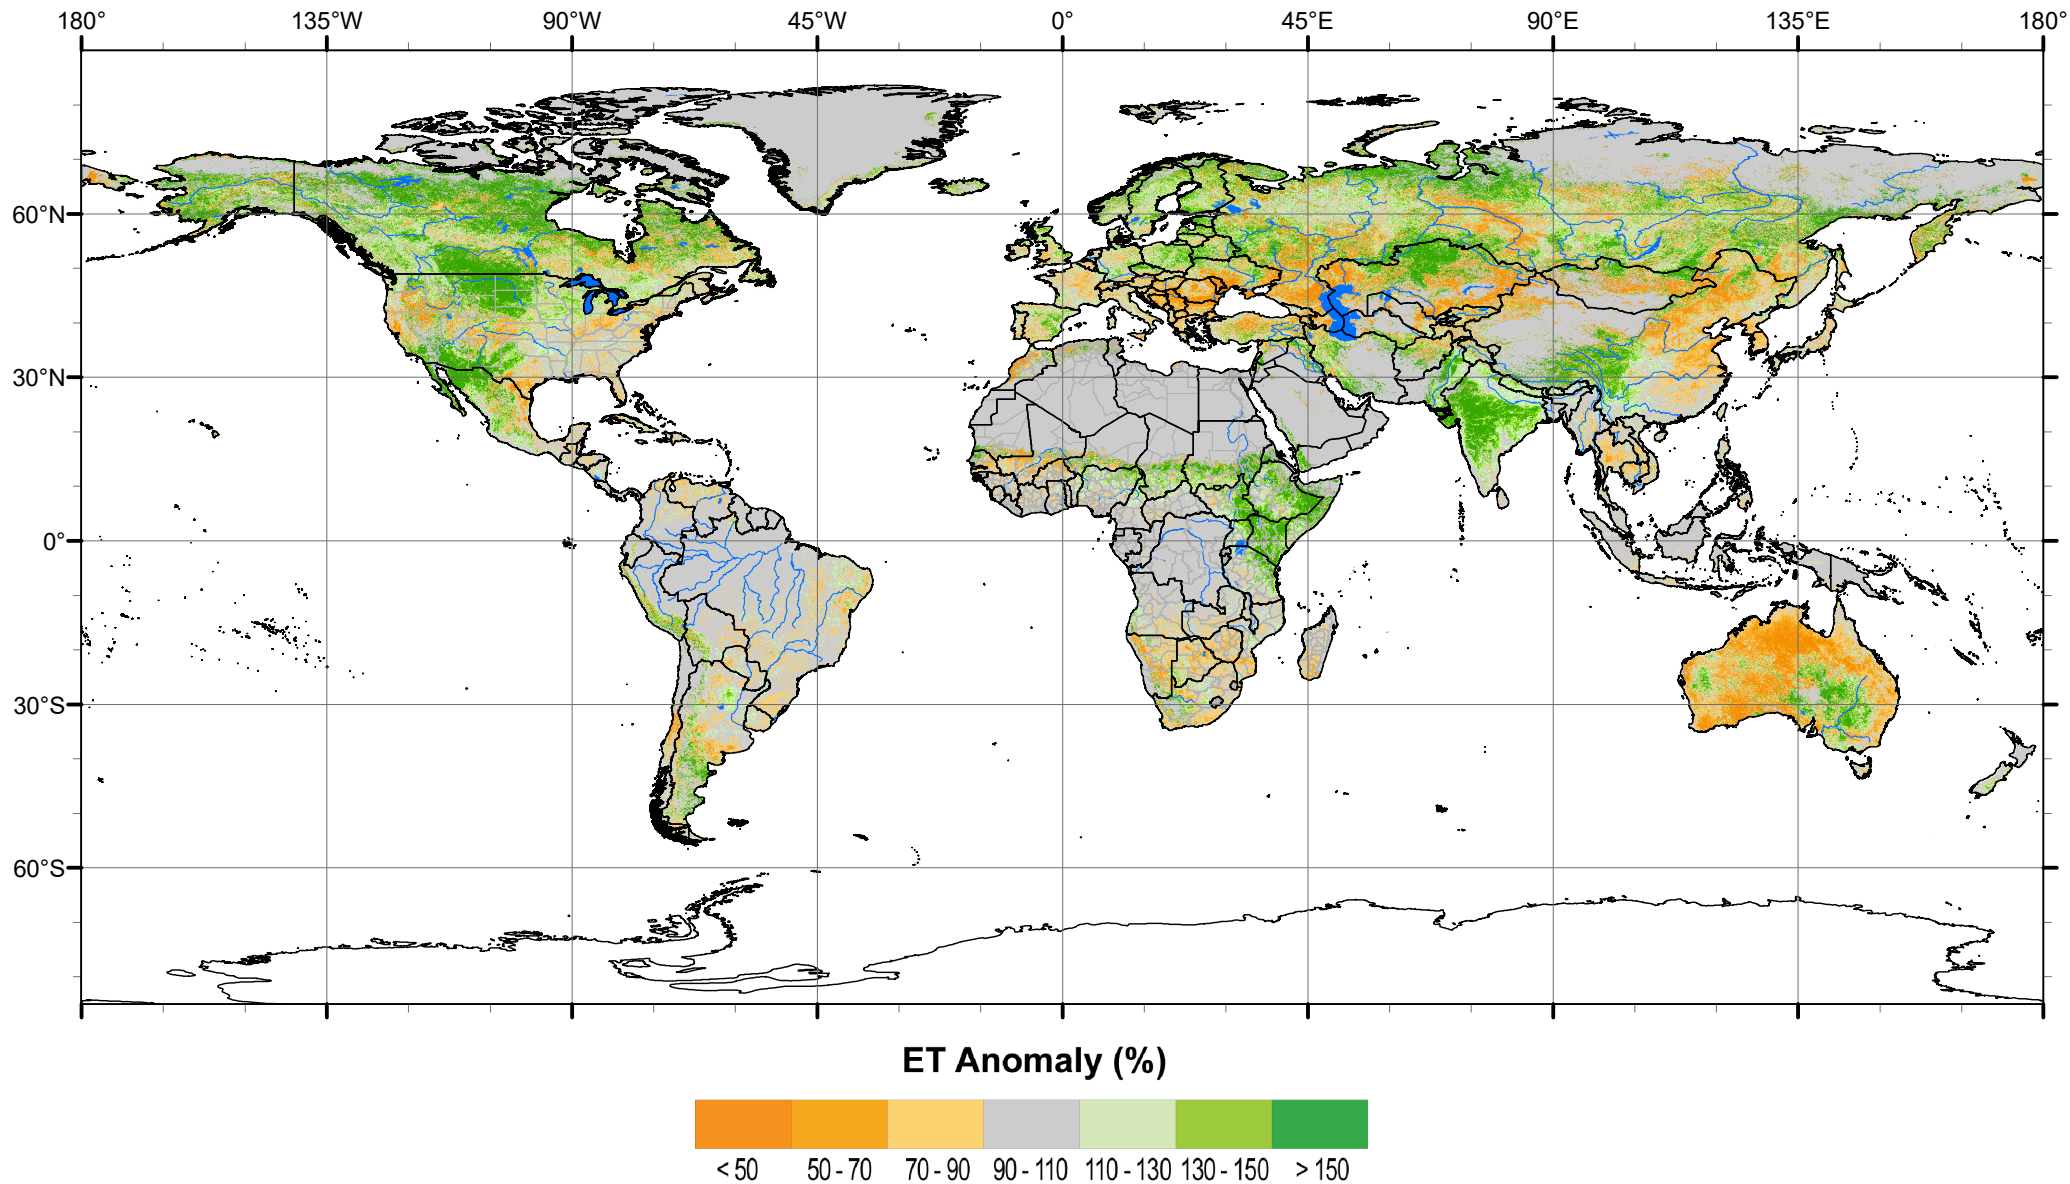 180° 135°W 90°W 45°W 0° 45°E 90°E 135°E 180°
60°N
30°N
0°
30°S
60°S
ET Anomaly (%)
< 50 50 - 70 70 - 90 90 - 110 110 - 130 130 - 150 > 150